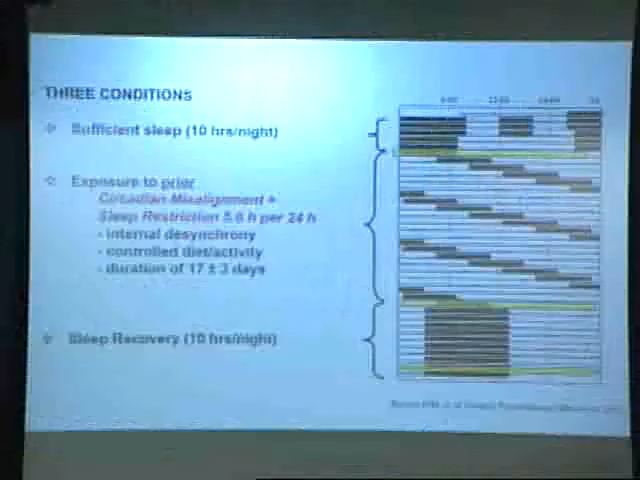 THREE CONDITIONS
Sufficient sleep (10 hrs/night)
Exposure to prior
Circadian Misalignment +
Sleep Restriction 5.6 h per 24 h
- internal desynchrony
- controlled diet/activity
- duration of 17 ± 3 days
Sleep Recovery (10 hrs/night)